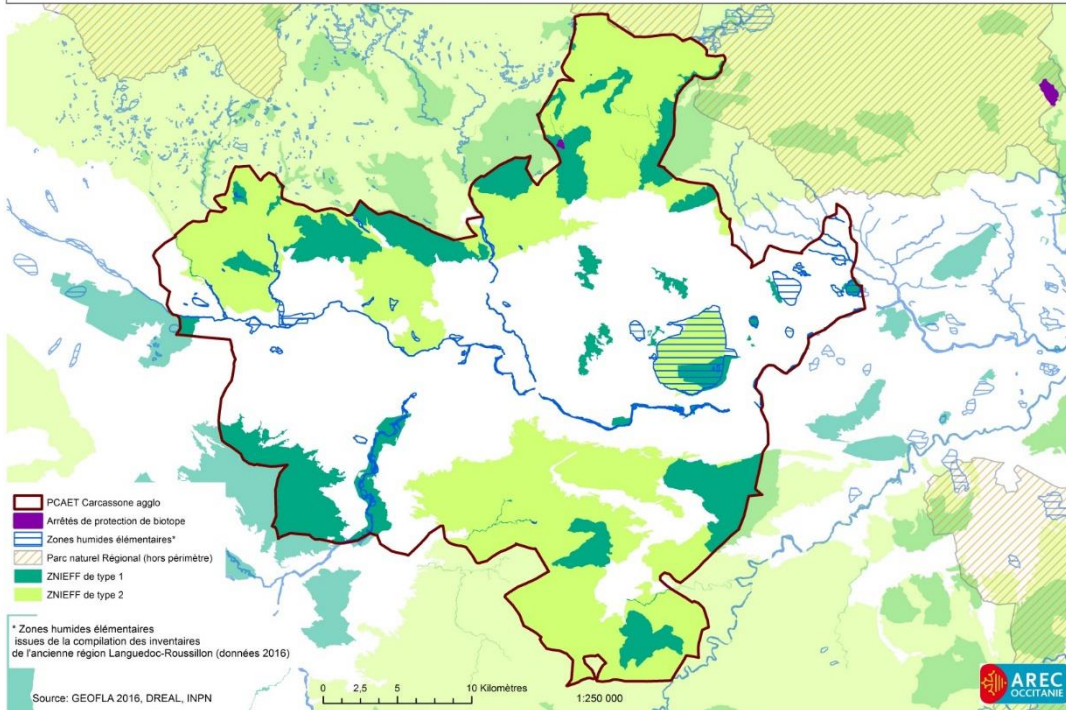 PCAET Carcassone agglo
Arrêtés de protection de biotope
Zones humides élémentaires*
Parc naturel Régional (hors périmètre)
ZNIEFF de type 1
ZNIEFF de type 2
* Zones humides élémentaires
issues de la compilation des inventaires
de l'ancienne région Languedoc-Roussillon (données 2016)
Source: GEOFLA 2016, DREAL, INPN
0 2,5 5 10 Kilomètres
1:250 000
AREC
OCCITANIE